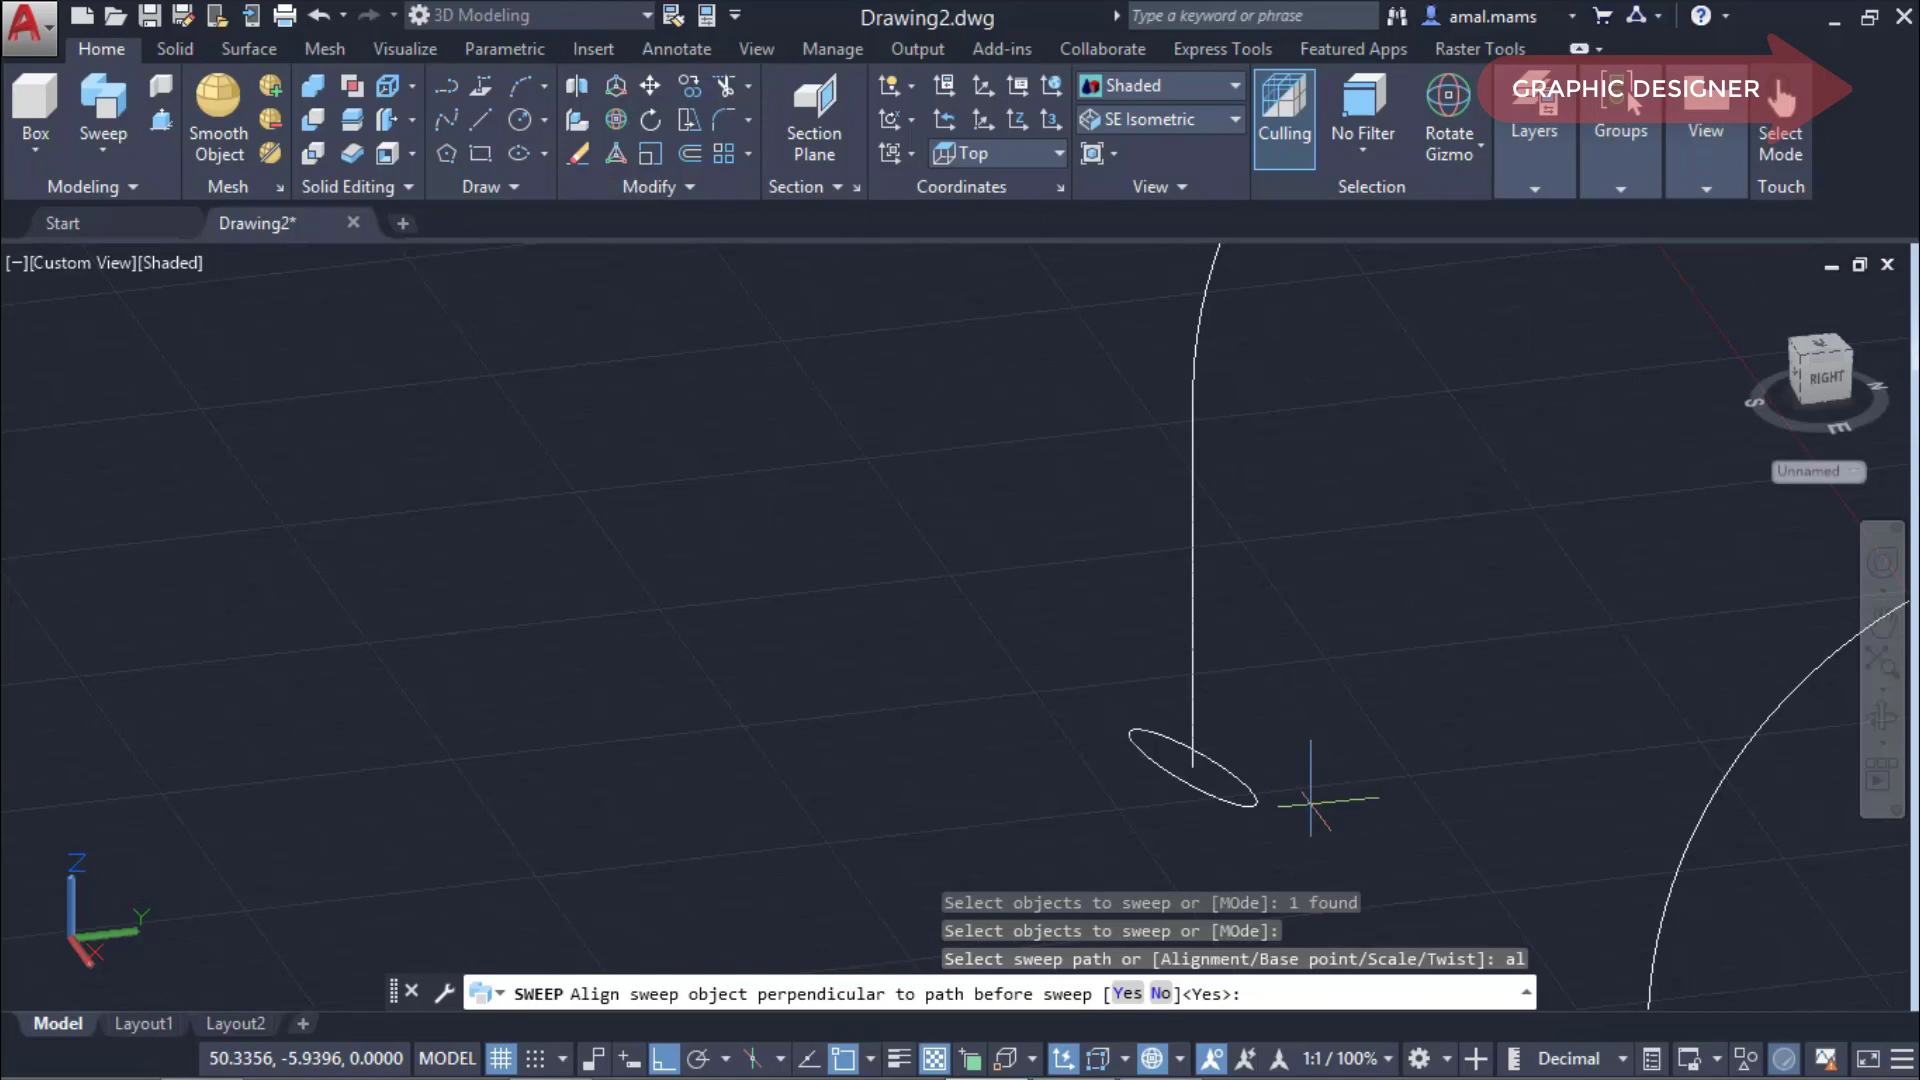 3D Modeling
Drawing2.dwg
Type a keyword or phrase
amal.mams
Home Solid Surface Mesh Visualize Parametric Insert Annotate View Manage Output Add-ins Collaborate Express Tools Featured Apps Raster Tools
GRAPHIC DESIGNER
Box
Sweep
Smooth
Object
Section
Plane
Shaded
SE Isometric
Top
Culling
No Filter
Rotate
Gizmo
Layers
Groups
View
Select
Mode
Modeling
Mesh
Solid Editing
Draw
Modify
Section
Coordinates
View
Selection
Touch
Start
Drawing2*
[−][Custom View][Shaded]
RIGHT
S
E
N
Unnamed
Z
Y
X
Select objects to sweep or [MOde]: 1 found
Select objects to sweep or [MOde]:
Select sweep path or [Alignment/Base point/Scale/Twist]: al
SWEEP Align sweep object perpendicular to path before sweep [Yes No]<Yes>:
Model
Layout1
Layout2
50.3356, -5.9396, 0.0000
MODEL
1:1 / 100%
Decimal